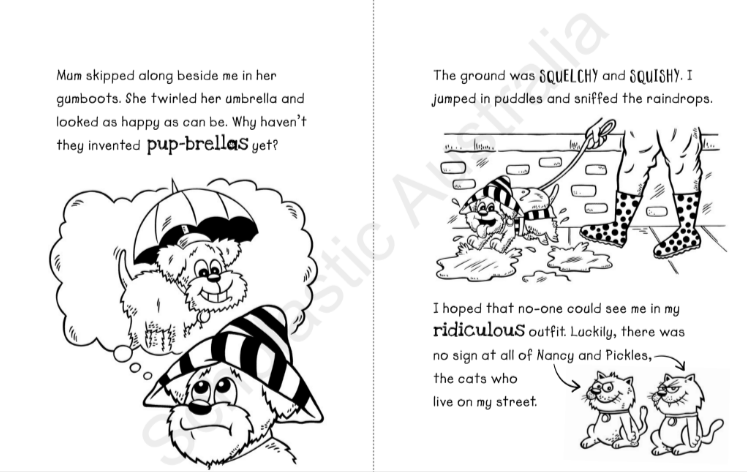 Mum skipped along beside me in her
gumboots. She twirled her umbrella and
looked as happy as can be. Why haven't
they invented pup-brellas yet?
The ground was SQUELCHY and SQUISHY. I
jumped in puddles and sniffed the raindrops.
I hoped that no-one could see me in my
ridiculous outfit. Luckily, there was
no sign at all of Nancy and Pickles,
the cats who
live on my street.
Scholastic Australia